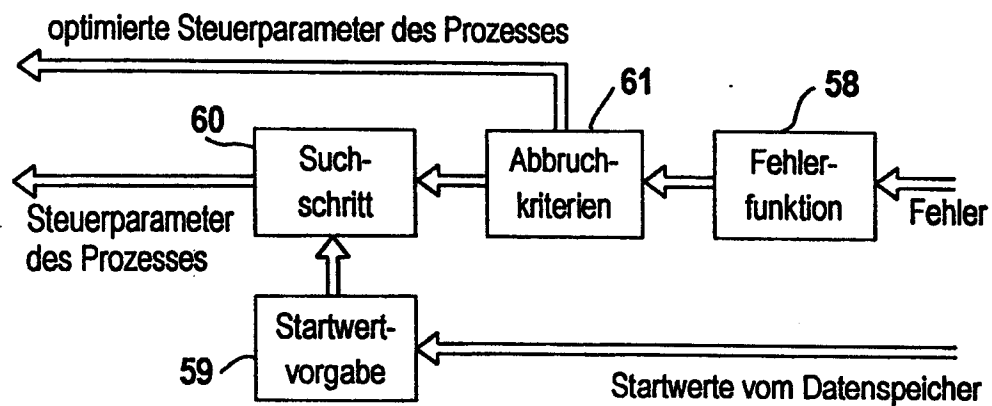 optimierte Steuerparameter des Prozesses
61
58
60
Such-
schritt
Abbruch-
kriterien
Fehler-
funktion
Fehler
Steuerparameter
des Prozesses
Startwert-
vorgabe
59
Startwerte vom Datenspeicher